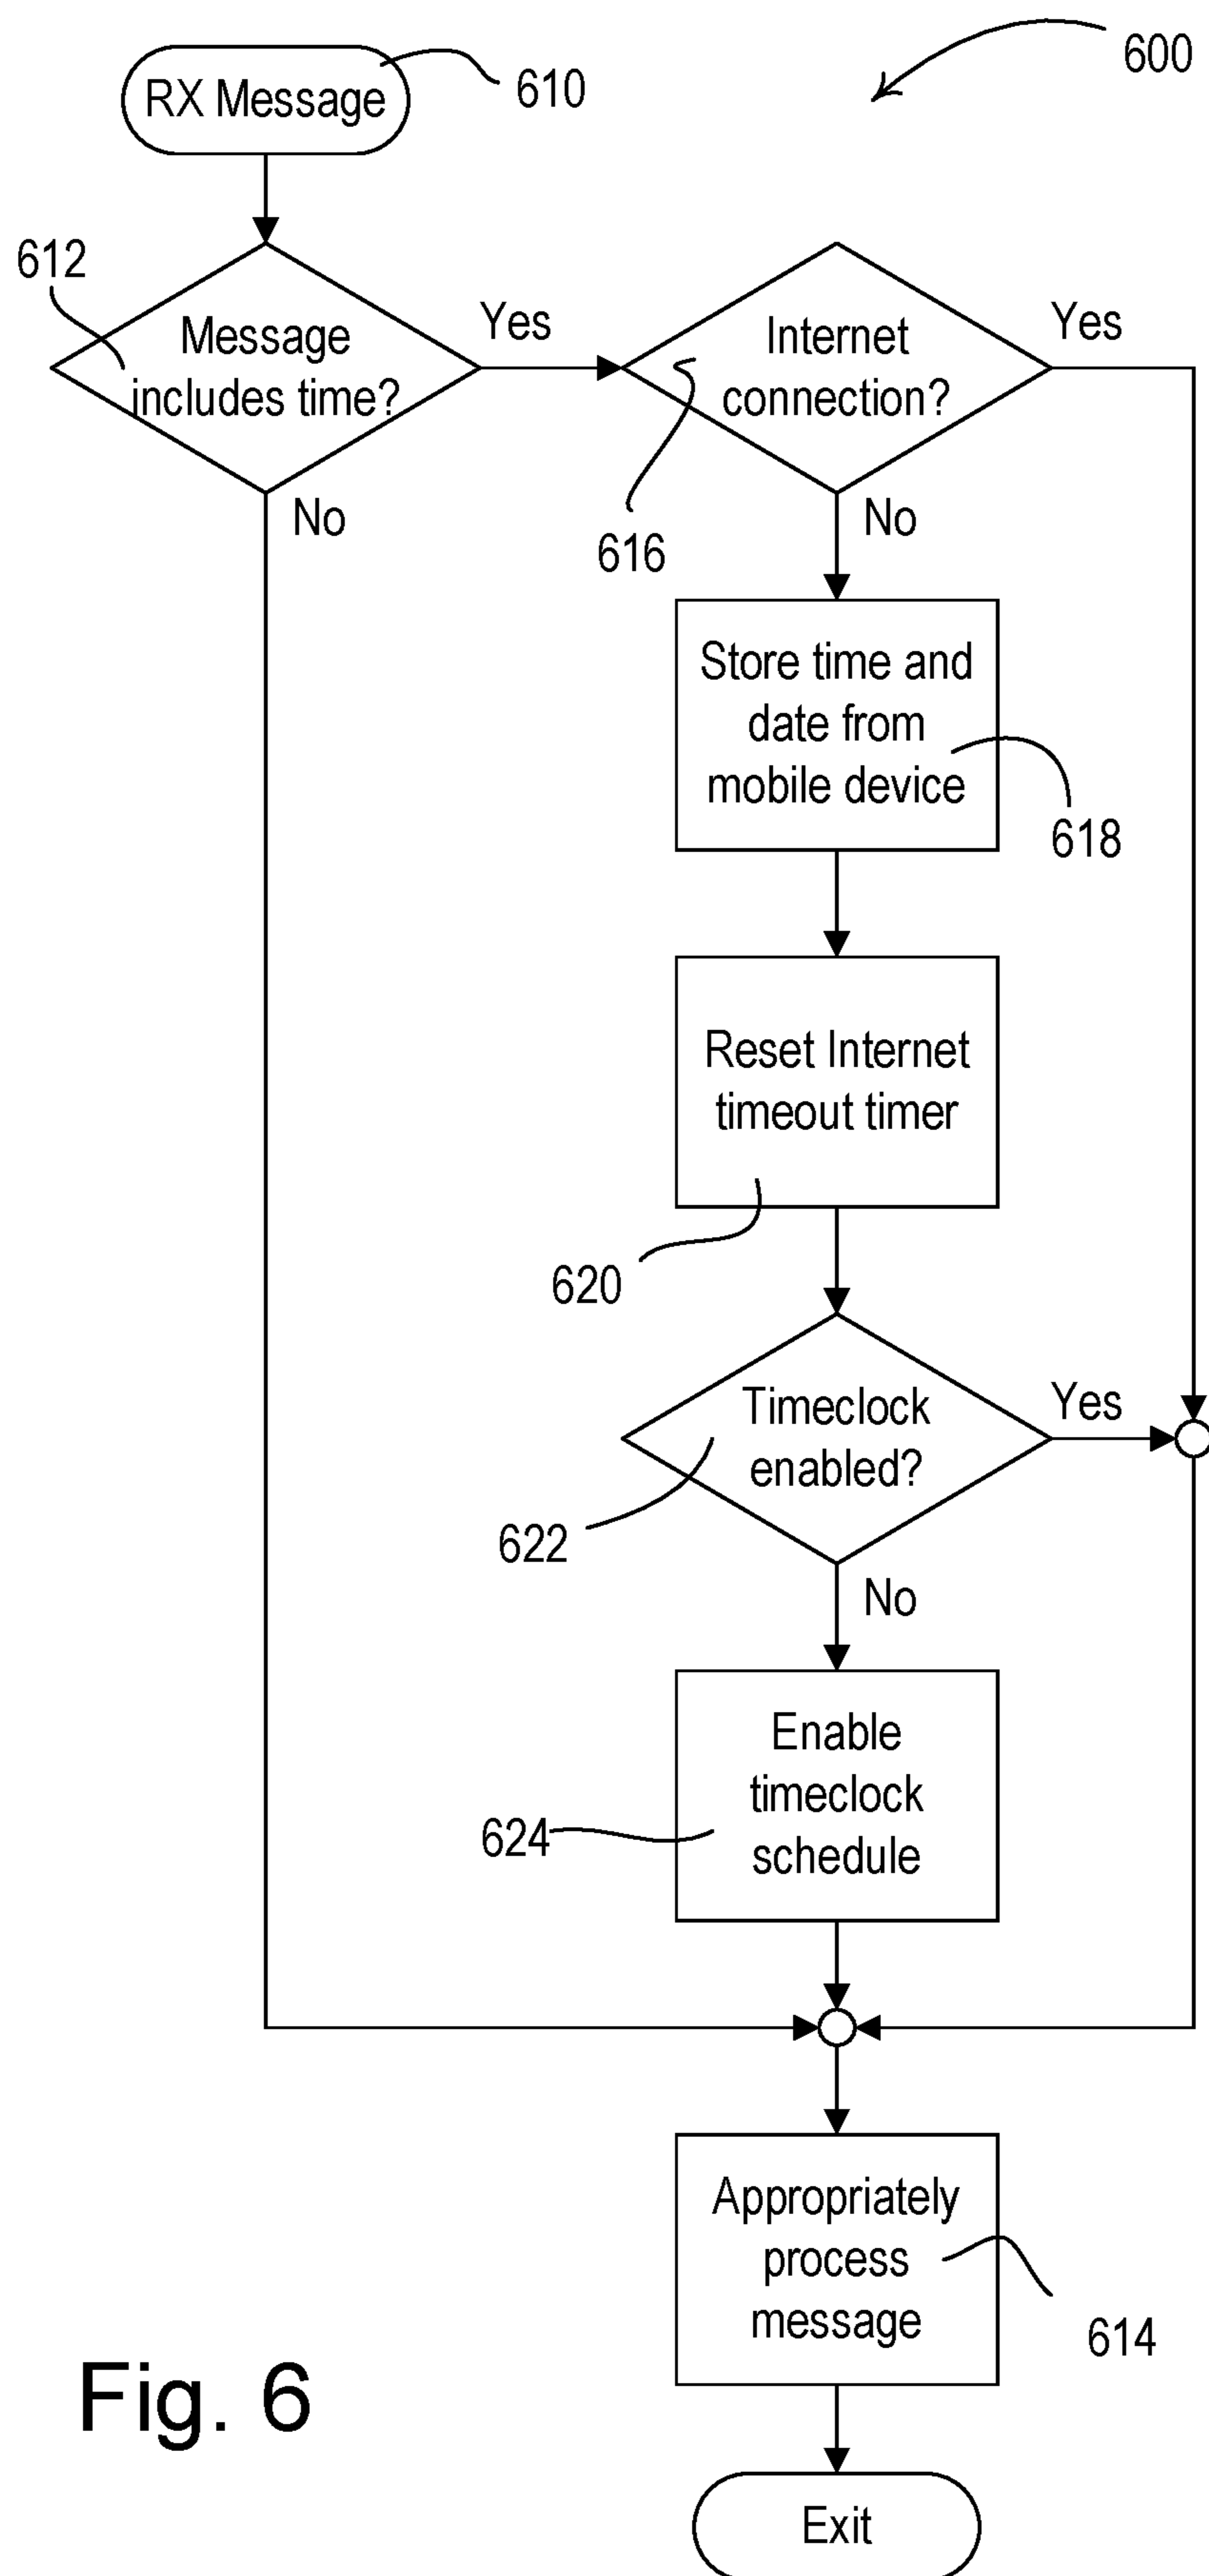 600
RX Message
610
612
Message
includes time?
Yes
Internet
connection?
Yes
No
616
No
Store time and
date from
mobile device
618
Reset Internet
timeout timer
620
Timeclock
enabled?
Yes
622
No
Enable
timeclock
schedule
624
Appropriately
process
message
614
Fig. 6
Exit